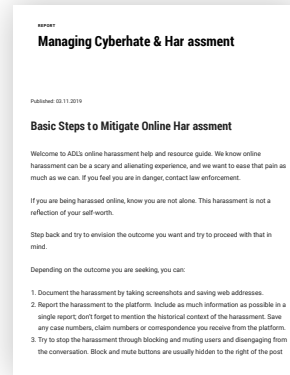 REPORT
Managing Cyberhate & Har assment
Published: 03.11.2019
Basic Steps to Mitigate Online Har assment
Welcome to ADL's online harassment help and resource guide. We know online
harassment can be a scary and alienating experience, and we want to ease that pain as
much as we can. If you feel you are in danger, contact law enforcement.
If you are being harassed online, know you are not alone. This harassment is not a
reflection of your self-worth.
Step back and try to envision the outcome you want and try to proceed with that in
mind.
Depending on the outcome you are seeking, you can:
1. Document the harassment by taking screenshots and saving web addresses.
2. Report the harassment to the platform. Include as much information as possible in a
single report; don't forget to mention the historical context of the harassment. Save
any case numbers, claim numbers or correspondence you receive from the platform.
3. Try to stop the harassment through blocking and muting users and disengaging from
the conversation. Block and mute buttons are usually hidden to the right of the post